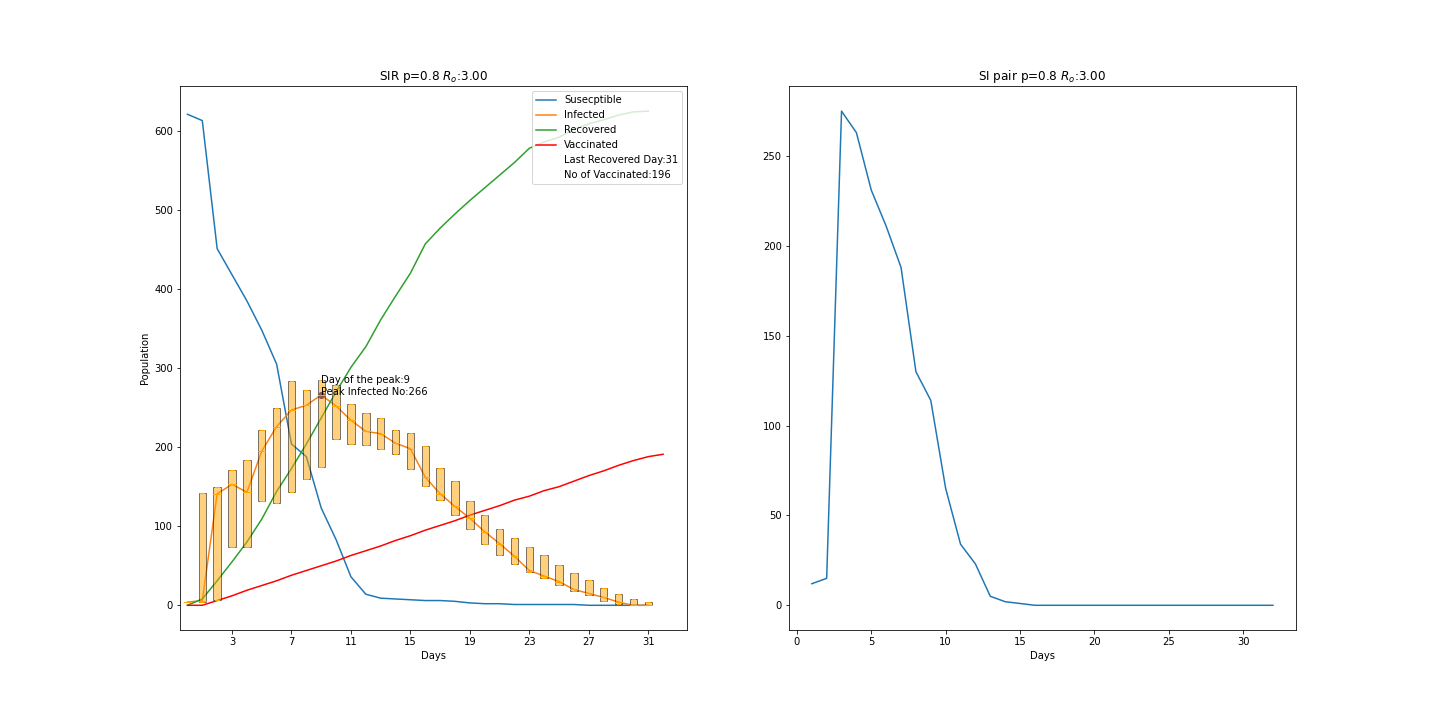 SIR p=0.8 Rₒ:3.00
Susecptible
Infected
Recovered
Vaccinated
Last Recovered Day:31
No of Vaccinated:196
Day of the peak:9
Peak Infected No:266
Population
600
500
400
300
200
100
0
3 7 11 15 19 23 27 31
Days
SI pair p=0.8 Rₒ:3.00
250
200
150
100
50
0
0 5 10 15 20 25 30
Days